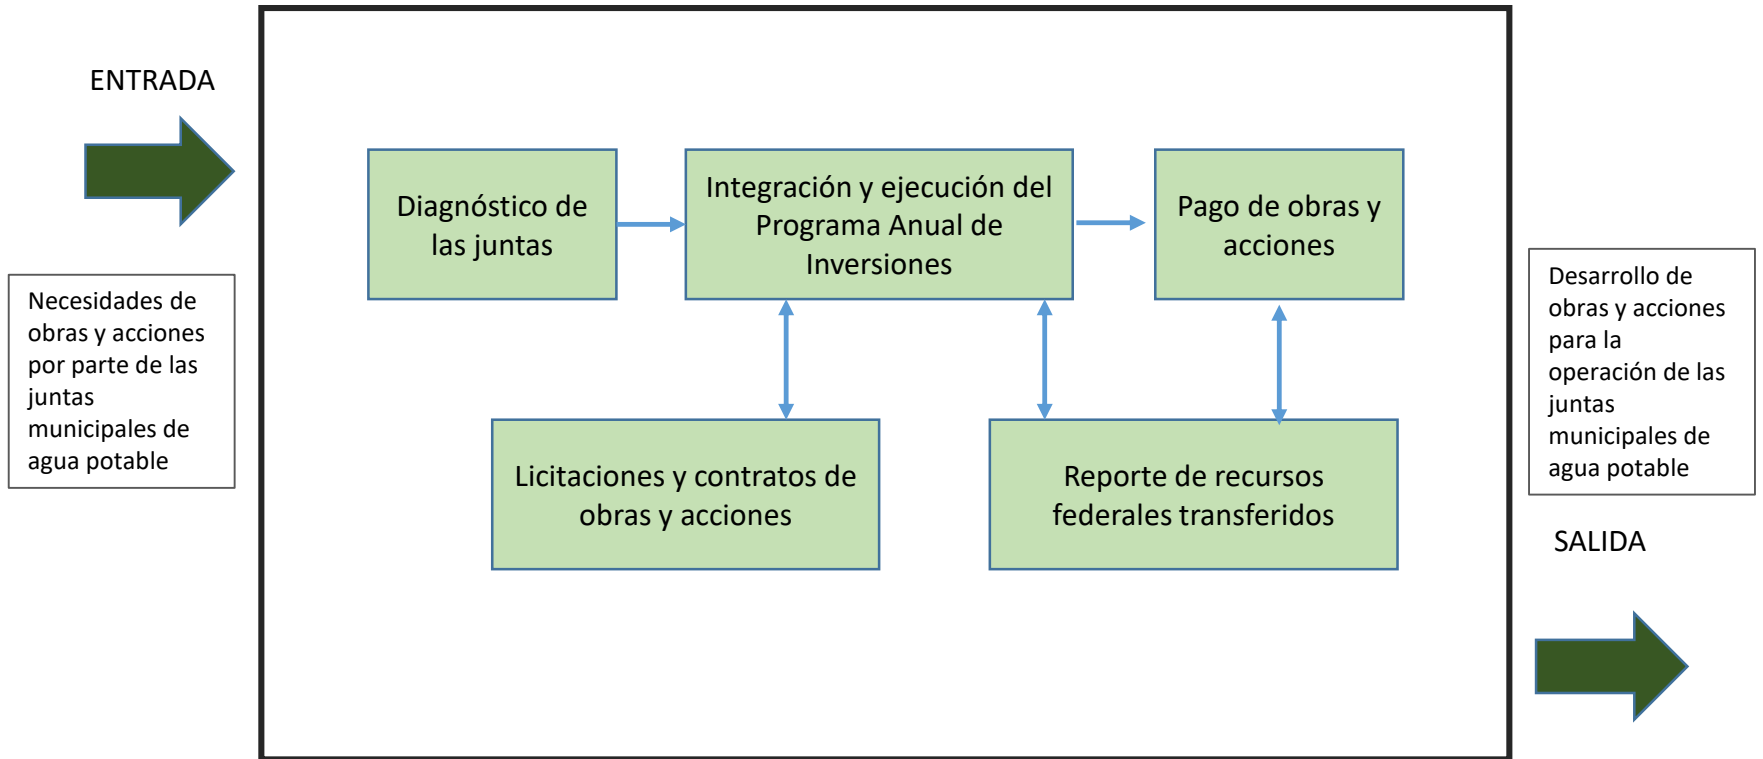 ENTRADA
Necesidades de
obras y acciones
por parte de las
juntas
municipales de
agua potable
Diagnóstico de
las juntas
Integración y ejecución del
Programa Anual de
Inversiones
Pago de obras y
acciones
Licitaciones y contratos de
obras y acciones
Reporte de recursos
federales transferidos
Desarrollo de
obras y acciones
para la
operación de las
juntas
municipales de
agua potable
SALIDA